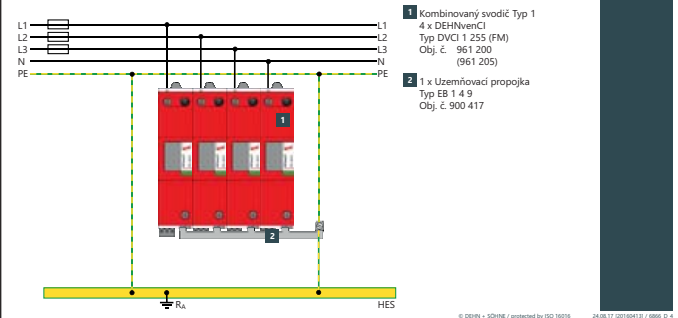 L1 L1
L2 L2
L3 L3
N N
PE PE
1 Kombinovaný svodič Typ 1
4 x DEHNvenCI
Typ DVCI 1 255 (FM)
Obj. č. 961 200
(961 205)
2 1 x Uzemňovací propojka
Typ EB 1 4 9
Obj. č. 900 417
1
2
RA HES
© DEHN + SÖHNE / protected by ISO 16016 24.08.17 (20160413) / 6866_D_4